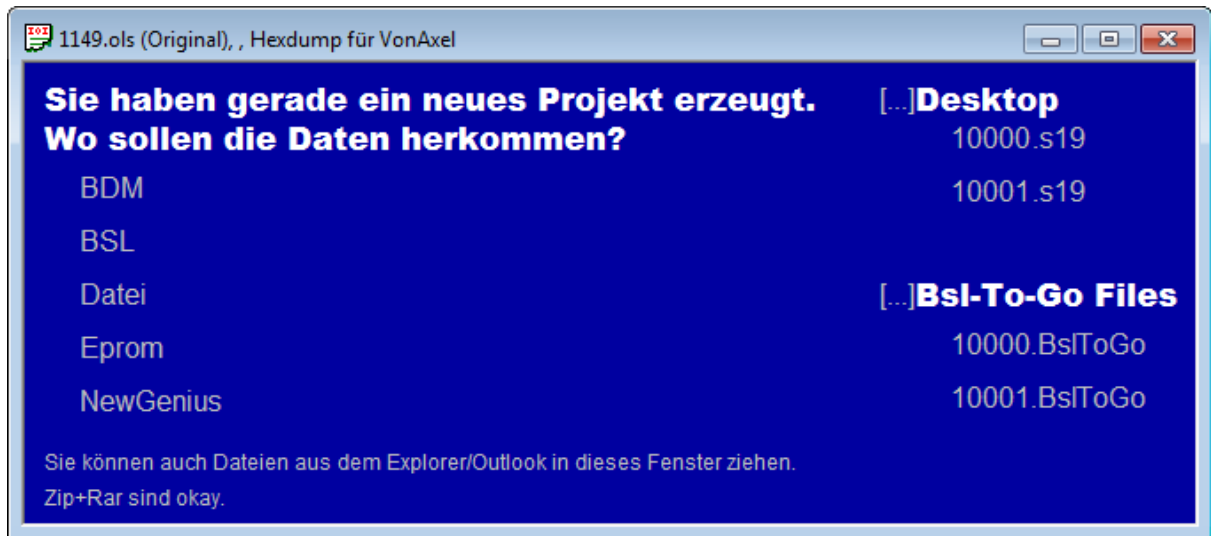 1149.ols (Original), , Hexdump für VonAxel
Sie haben gerade ein neues Projekt erzeugt.
Wo sollen die Daten herkommen?
BDM
BSL
Datei
Eprom
NewGenius
Sie können auch Dateien aus dem Explorer/Outlook in dieses Fenster ziehen.
Zip+Rar sind okay.
[...]Desktop
10000.s19
10001.s19
[...]Bsl-To-Go Files
10000.BslToGo
10001.BslToGo